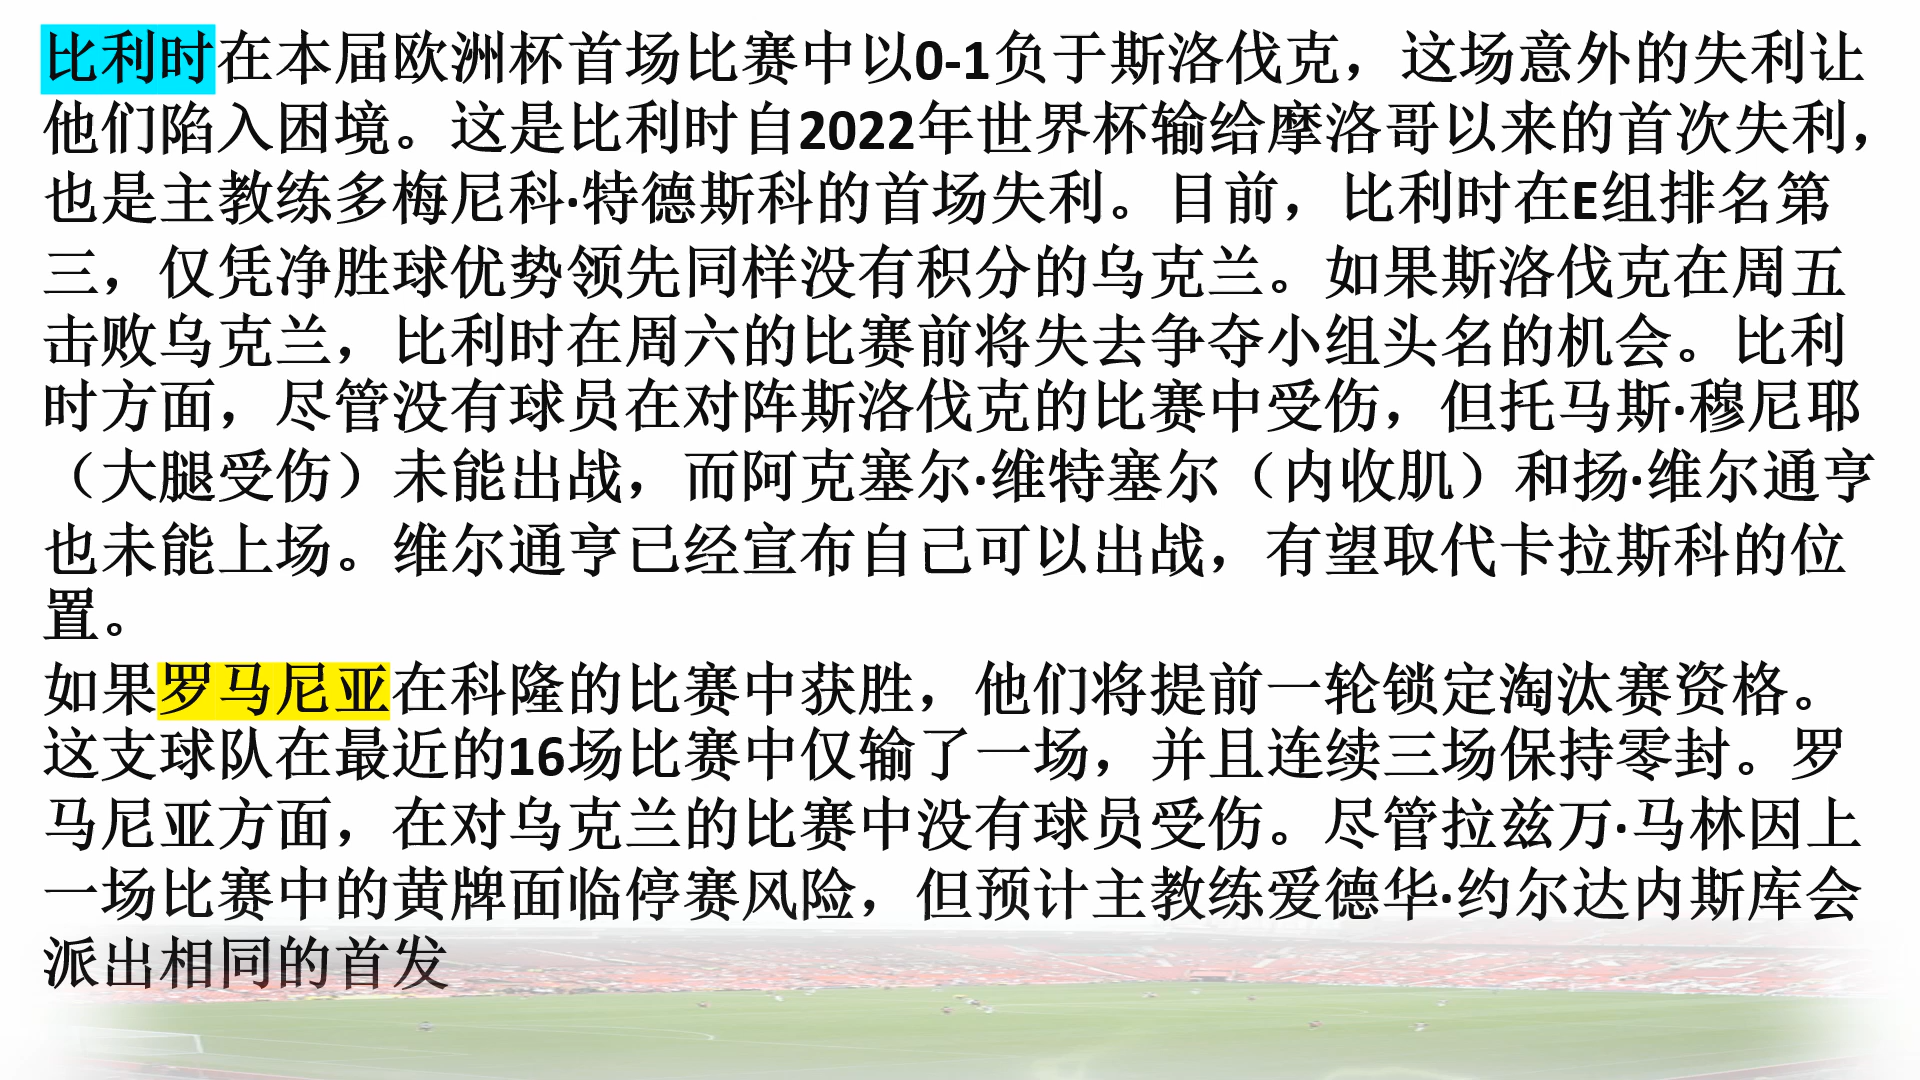 比利时在本届欧洲杯首场比赛中以0-1负于斯洛伐克，这场意外的失利让
他们陷入困境。这是比利时自2022年世界杯输给摩洛哥以来的首次失利，
也是主教练多梅尼科·特德斯科的首场失利。目前，比利时在E组排名第
三，仅凭净胜球优势领先同样没有积分的乌克兰。如果斯洛伐克在周五
击败乌克兰，比利时在周六的比赛前将失去争夺小组头名的机会。比利
时方面，尽管没有球员在对阵斯洛伐克的比赛中受伤，但托马斯·穆尼耶
（大腿受伤）未能出战，而阿克塞尔·维特塞尔（内收肌）和扬·维尔通亨
也未能上场。维尔通亨已经宣布自己可以出战，有望取代卡拉斯科的位
置。
如果罗马尼亚在科隆的比赛中获胜，他们将提前一轮锁定淘汰赛资格。
这支球队在最近的16场比赛中仅输了一场，并且连续三场保持零封。罗
马尼亚方面，在对乌克兰的比赛中没有球员受伤。尽管拉兹万·马林因上
一场比赛中的黄牌面临停赛风险，但预计主教练爱德华·约尔达内斯库会
派出相同的首发